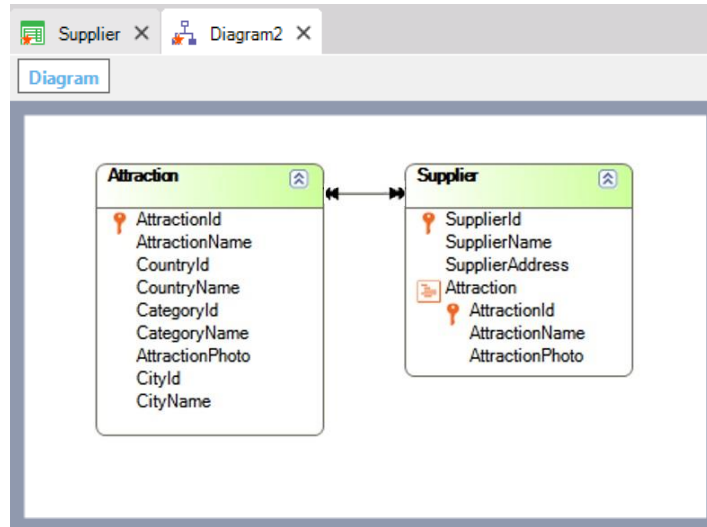 Supplier
Diagram2
Diagram
Attraction
AttractionId
AttractionName
CountryId
CountryName
CategoryId
CategoryName
AttractionPhoto
CityId
CityName
Supplier
SupplierId
SupplierName
SupplierAddress
Attraction
AttractionId
AttractionName
AttractionPhoto